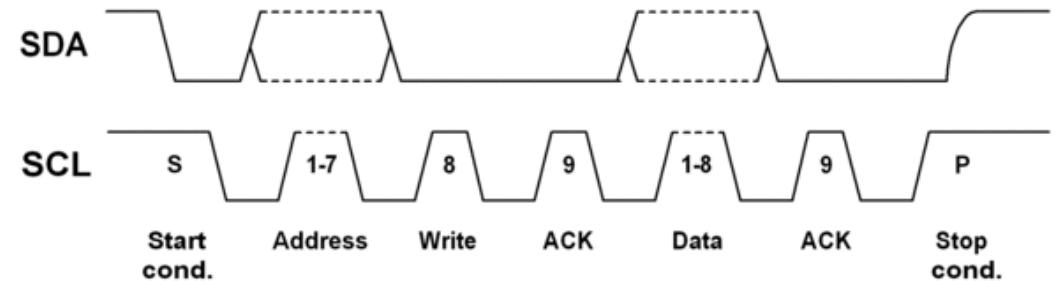 SDA
SCL
S 1-7 8 9 1-8 9 P
Start Address Write ACK Data ACK Stop
cond. cond.